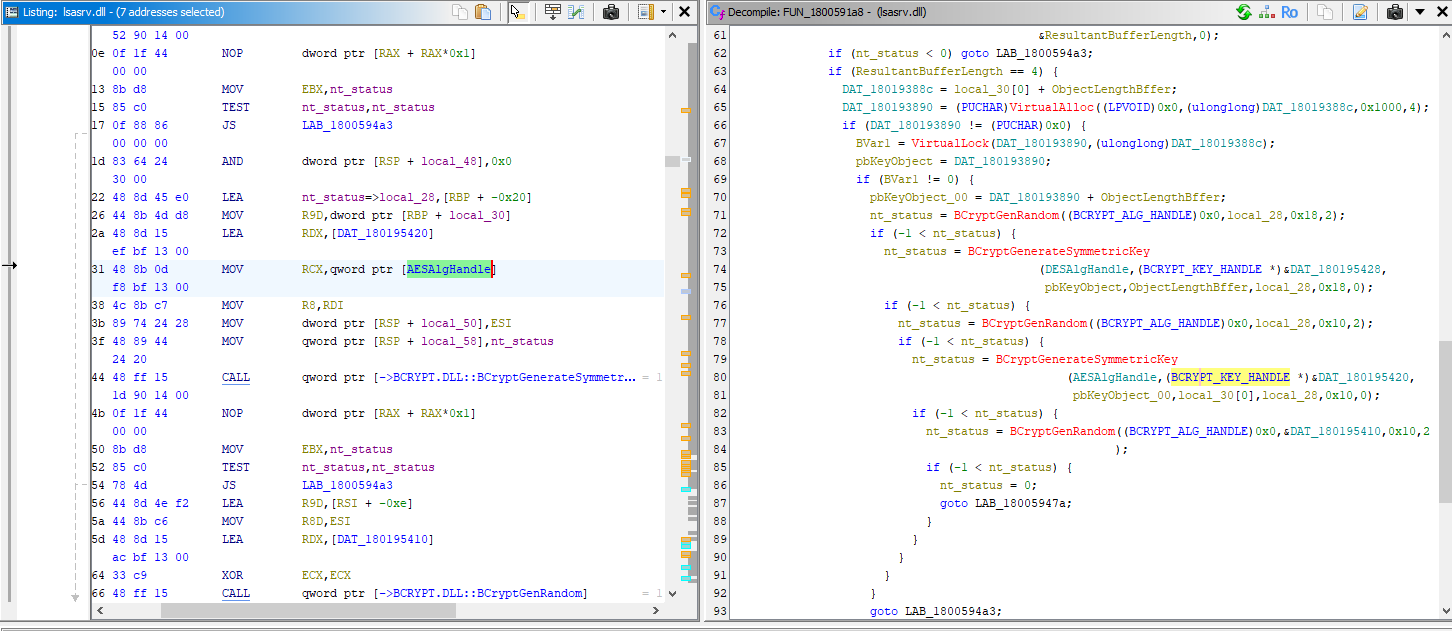 Listing: lsasrv.dll - (7 addresses selected)
52 90 14 00
0e 0f 1f 44 NOP dword ptr [RAX + RAX*0x1]
00 00
13 8b d8 MOV EBX,nt_status
15 85 c0 TEST nt_status,nt_status
17 0f 88 86 JS LAB_1800594a3
00 00 00
1d 83 64 24 AND dword ptr [RSP + local_48],0x0
30 00
22 48 8d 45 e0 LEA nt_status=>local_28,[RBP + -0x20]
26 44 8b 4d d8 MOV R9D,dword ptr [RBP + local_30]
2a 48 8d 15 LEA RDX,[DAT_180195420]
ef bf 13 00
31 48 8b 0d MOV RCX,qword ptr [AESAlgHandle]
f8 bf 13 00
38 4c 8b c7 MOV R8,RDI
3b 89 74 24 28 MOV dword ptr [RSP + local_50],ESI
3f 48 89 44 MOV qword ptr [RSP + local_58],nt_status
24 20
44 48 ff 15 CALL qword ptr [->BCRYPT.DLL::BCryptGenerateSymmetr... = 1
1d 90 14 00
4b 0f 1f 44 NOP dword ptr [RAX + RAX*0x1]
00 00
50 8b d8 MOV EBX,nt_status
52 85 c0 TEST nt_status,nt_status
54 78 4d JS LAB_1800594a3
56 44 8d 4e f2 LEA R9D,[RSI + -0xe]
5a 44 8b c6 MOV R8D,ESI
5d 48 8d 15 LEA RDX,[DAT_180195410]
ac bf 13 00
64 33 c9 XOR ECX,ECX
66 48 ff 15 CALL qword ptr [->BCRYPT.DLL::BCryptGenRandom] = 1
Decompile: FUN_1800591a8 - (lsasrv.dll)
Ro
61 &ResultantBufferLength,0);
62 if (nt_status < 0) goto LAB_1800594a3;
63 if (ResultantBufferLength == 4) {
64 DAT_18019388c = local_30[0] + ObjectLengthBffer;
65 DAT_180193890 = (PUCHAR)VirtualAlloc((LPVOID)0x0,(ulonglong)DAT_18019388c,0x1000,4);
66 if (DAT_180193890 != (PUCHAR)0x0) {
67 BVar1 = VirtualLock(DAT_180193890,(ulonglong)DAT_18019388c);
68 pbKeyObject = DAT_180193890;
69 if (BVar1 != 0) {
70 pbKeyObject_00 = DAT_180193890 + ObjectLengthBffer;
71 nt_status = BCryptGenRandom((BCRYPT_ALG_HANDLE)0x0,local_28,0x18,2);
72 if (-1 < nt_status) {
73 nt_status = BCryptGenerateSymmetricKey
74 (DESAlgHandle,(BCRYPT_KEY_HANDLE *)&DAT_180195428,
75 pbKeyObject,ObjectLengthBffer,local_28,0x18,0);
76 if (-1 < nt_status) {
77 nt_status = BCryptGenRandom((BCRYPT_ALG_HANDLE)0x0,local_28,0x10,2);
78 if (-1 < nt_status) {
79 nt_status = BCryptGenerateSymmetricKey
80 (AESAlgHandle,(BCRYPT_KEY_HANDLE *)&DAT_180195420,
81 pbKeyObject_00,local_30[0],local_28,0x10,0);
82 if (-1 < nt_status) {
83 nt_status = BCryptGenRandom((BCRYPT_ALG_HANDLE)0x0,&DAT_180195410,0x10,2
84 );
85 if (-1 < nt_status) {
86 nt_status = 0;
87 goto LAB_18005947a;
88 }
89 }
90 }
91 }
92 }
93 goto LAB_1800594a3;